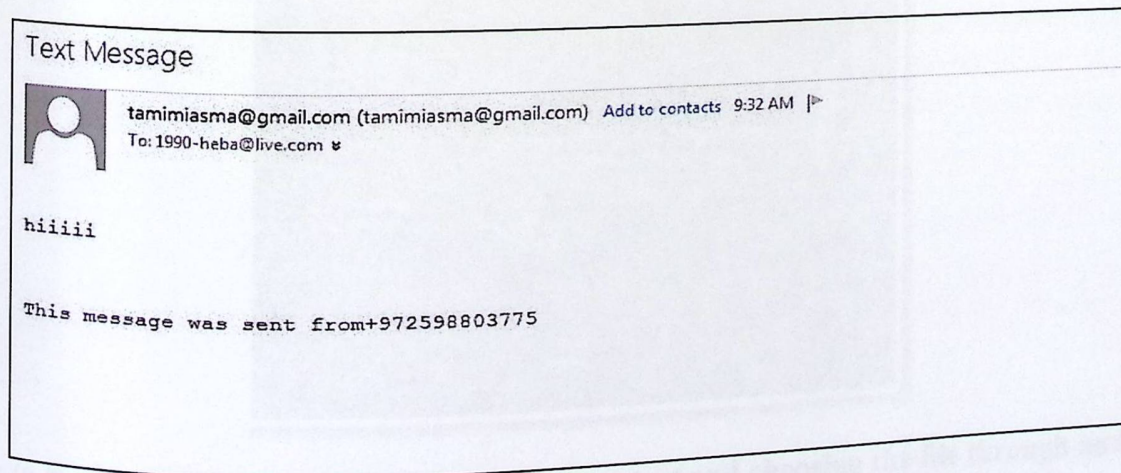 Text Message
tamimiasma@gmail.com (tamimiasma@gmail.com) Add to contacts 9:32 AM
To: 1990-heba@live.com
hiiiii
This message was sent from+972598803775